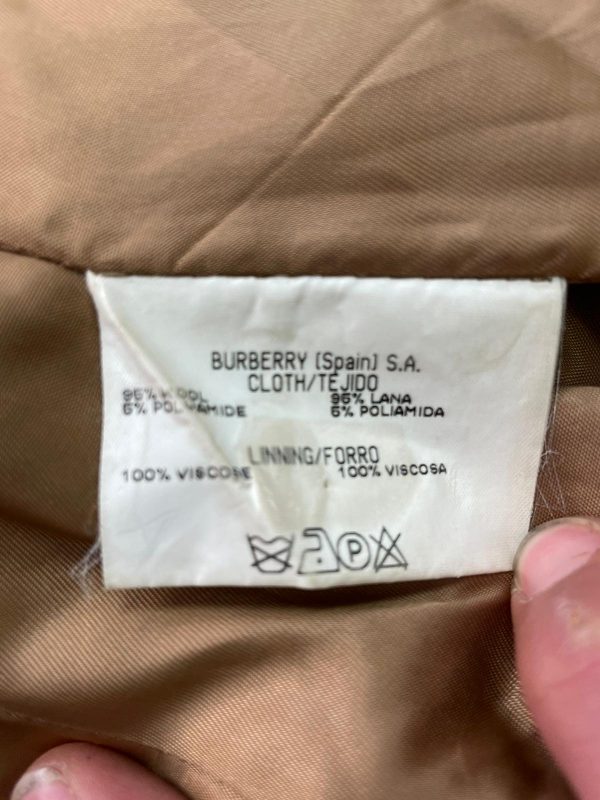 BURBERRY (Spain) S.A.
CLOTH/TEJIDO
95% WOOL 95% LANA
5% POLYAMIDE 5% POLIAMIDA
LINNING/FORRO
100% VISCOSE 100% VISCOSA
P